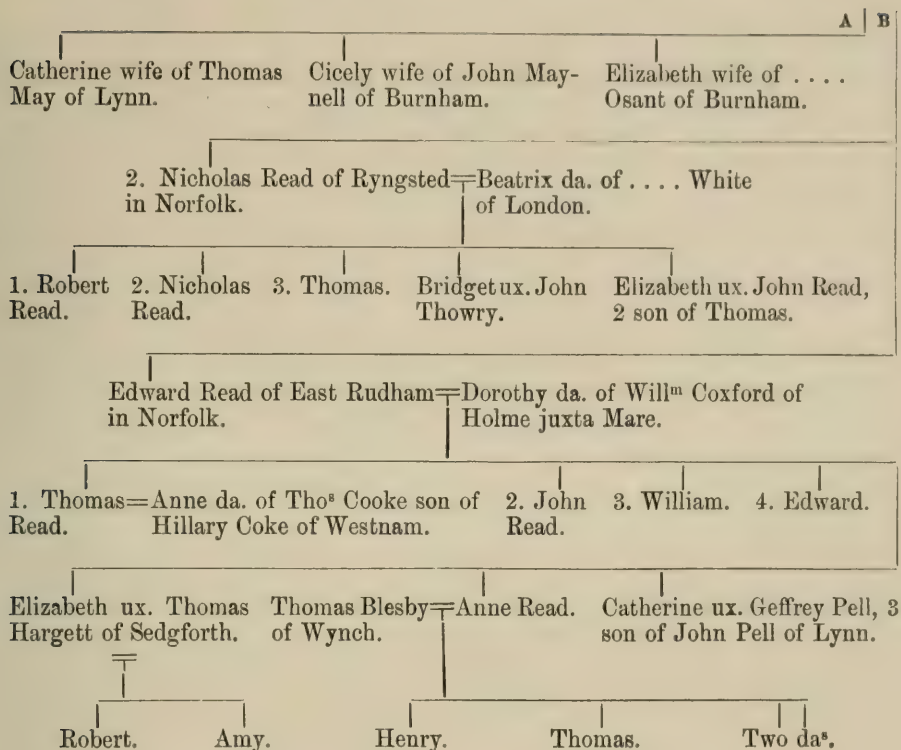 A | B
Catherine wife of Thomas
May of Lynn.
Cicely wife of John May-
nell of Burnham.
Elizabeth wife of . . . .
Osant of Burnham.
2. Nicholas Read of Ryngsted=Beatrix da. of . . . . White
in Norfolk.
of London.
1. Robert
Read.
2. Nicholas
Read.
3. Thomas.
Bridget ux. John
Thowry.
Elizabeth ux. John Read,
2 son of Thomas.
Edward Read of East Rudham=Dorothy da. of Willᵐ Coxford of
in Norfolk.
Holme juxta Mare.
1. Thomas=Anne da. of Thoˢ Cooke son of
Read.
Hillary Coke of Westnam.
2. John
Read.
3. William.
4. Edward.
Elizabeth ux. Thomas
Hargett of Sedgforth.
Thomas Blesby=Anne Read.
of Wynch.
Catherine ux. Geffrey Pell, 3
son of John Pell of Lynn.
Robert.
Amy.
Henry.
Thomas.
Two daˢ.